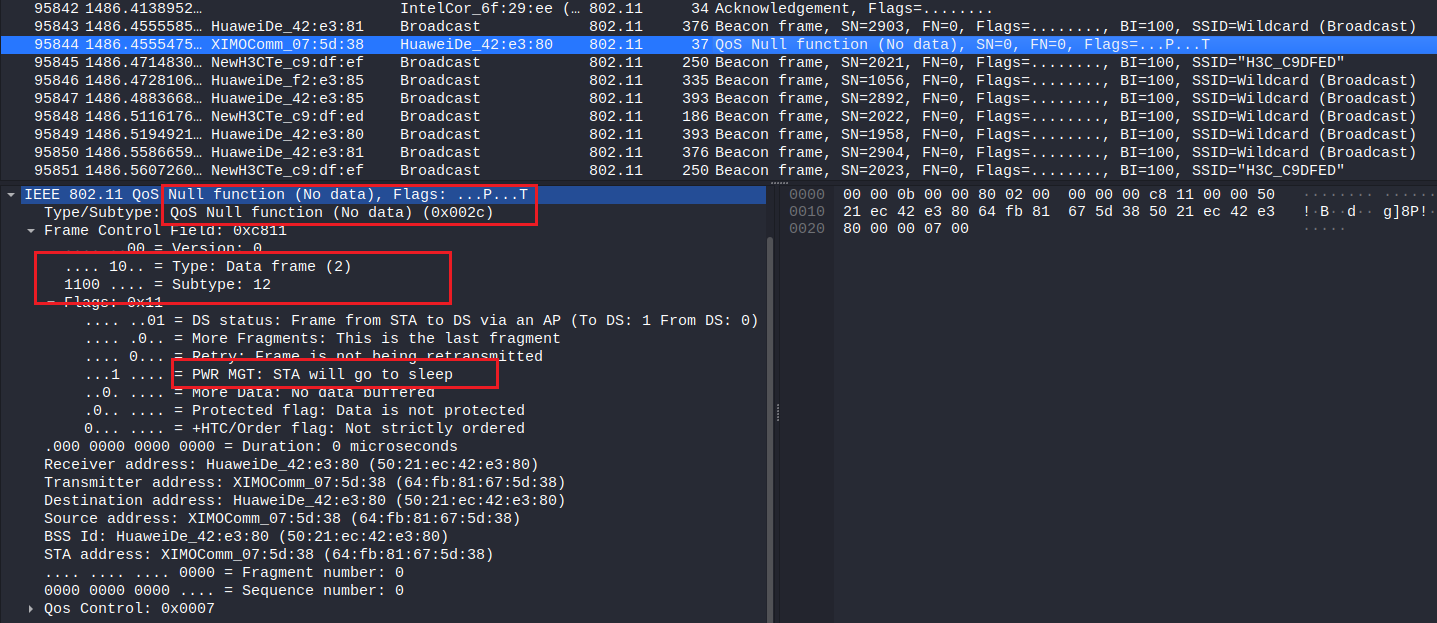 95842 1486.4138952… IntelCor_6f:29:ee (… 802.11 34 Acknowledgement, Flags=........
95843 1486.4555585… HuaweiDe_42:e3:81 Broadcast 802.11 376 Beacon frame, SN=2903, FN=0, Flags=........, BI=100, SSID=Wildcard (Broadcast)
95844 1486.4555475… XIMOComm_07:5d:38 HuaweiDe_42:e3:80 802.11 37 QoS Null function (No data), SN=0, FN=0, Flags=...P...T
95845 1486.4714830… NewH3CTe_c9:df:ef Broadcast 802.11 250 Beacon frame, SN=2021, FN=0, Flags=........, BI=100, SSID="H3C_C9DFED"
95846 1486.4728106… HuaweiDe_f2:e3:85 Broadcast 802.11 335 Beacon frame, SN=1056, FN=0, Flags=........, BI=100, SSID=Wildcard (Broadcast)
95847 1486.4883668… HuaweiDe_42:e3:85 Broadcast 802.11 393 Beacon frame, SN=2892, FN=0, Flags=........, BI=100, SSID=Wildcard (Broadcast)
95848 1486.5116176… NewH3CTe_c9:df:ed Broadcast 802.11 186 Beacon frame, SN=2022, FN=0, Flags=........, BI=100, SSID=Wildcard (Broadcast)
95849 1486.5194921… HuaweiDe_42:e3:80 Broadcast 802.11 393 Beacon frame, SN=1958, FN=0, Flags=........, BI=100, SSID=Wildcard (Broadcast)
95850 1486.5586659… HuaweiDe_42:e3:81 Broadcast 802.11 376 Beacon frame, SN=2904, FN=0, Flags=........, BI=100, SSID=Wildcard (Broadcast)
95851 1486.5607260… NewH3CTe_c9:df:ef Broadcast 802.11 250 Beacon frame, SN=2023, FN=0, Flags=........, BI=100, SSID="H3C_C9DFED"
IEEE 802.11 QoS Null function (No data), Flags: ...P...T
Type/Subtype: QoS Null function (No data) (0x002c)
Frame Control Field: 0xc811
.... ..00 = Version: 0
.... 10.. = Type: Data frame (2)
1100 .... = Subtype: 12
Flags: 0x11
.... ..01 = DS status: Frame from STA to DS via an AP (To DS: 1 From DS: 0)
.... .0.. = More Fragments: This is the last fragment
.... 0... = Retry: Frame is not being retransmitted
...1 .... = PWR MGT: STA will go to sleep
..0. .... = More Data: No data buffered
.0.. .... = Protected flag: Data is not protected
0... .... = +HTC/Order flag: Not strictly ordered
.000 0000 0000 0000 = Duration: 0 microseconds
Receiver address: HuaweiDe_42:e3:80 (50:21:ec:42:e3:80)
Transmitter address: XIMOComm_07:5d:38 (64:fb:81:67:5d:38)
Destination address: HuaweiDe_42:e3:80 (50:21:ec:42:e3:80)
Source address: XIMOComm_07:5d:38 (64:fb:81:67:5d:38)
BSS Id: HuaweiDe_42:e3:80 (50:21:ec:42:e3:80)
STA address: XIMOComm_07:5d:38 (64:fb:81:67:5d:38)
.... .... .... 0000 = Fragment number: 0
0000 0000 0000 .... = Sequence number: 0
Qos Control: 0x0007
0000 00 00 0b 00 00 80 02 00 00 00 00 c8 11 00 00 50 ········ ······P
0010 21 ec 42 e3 80 64 fb 81 67 5d 38 50 21 ec 42 e3 !·B··d·· g]8P!·B·
0020 80 00 00 07 00 ·····